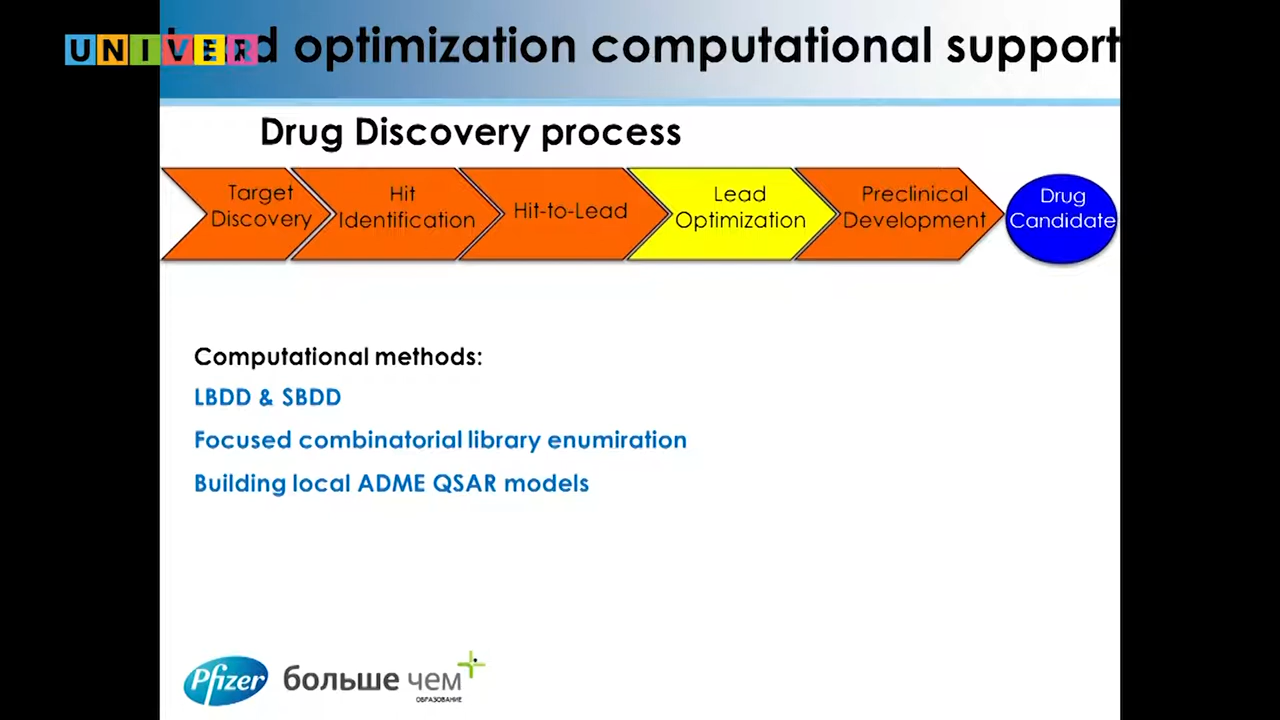 UNIVER
optimization computational support
Drug Discovery process
Target
Discovery
Hit
Identification
Hit-to-Lead
Lead
Optimization
Preclinical
Development
Drug
Candidate
Computational methods:
LBDD & SBDD
Focused combinatorial library enumiration
Building local ADME QSAR models
Pfizer
больше чем
ОБРАЗОВАНИЕ